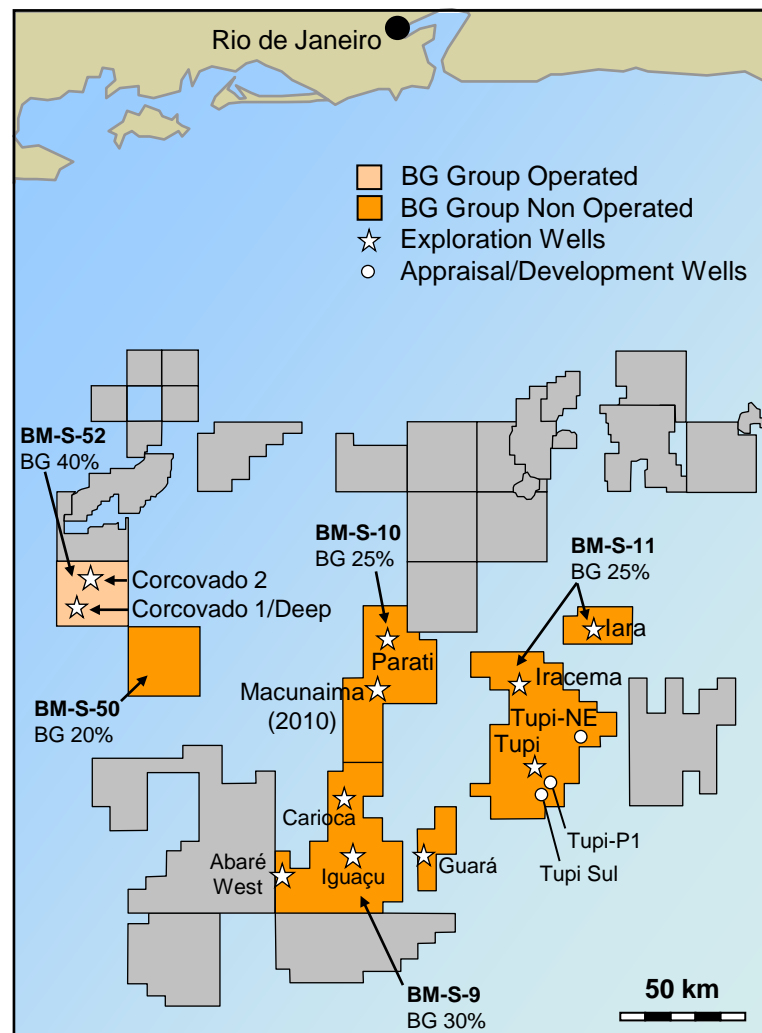 Rio de Janeiro
BG Group Operated
BG Group Non Operated
Exploration Wells
Appraisal/Development Wells
BM-S-52
BG 40%
BM-S-10
BG 25%
BM-S-11
BG 25%
Corcovado 2
Corcovado 1/Deep
Iara
Parati
Iracema
Macunaima
(2010)
BM-S-50
BG 20%
Tupi-NE
Tupi
Carioca
Tupi-P1
Tupi Sul
Abaré
West
Iguaçu
Guará
BM-S-9
BG 30%
50 km